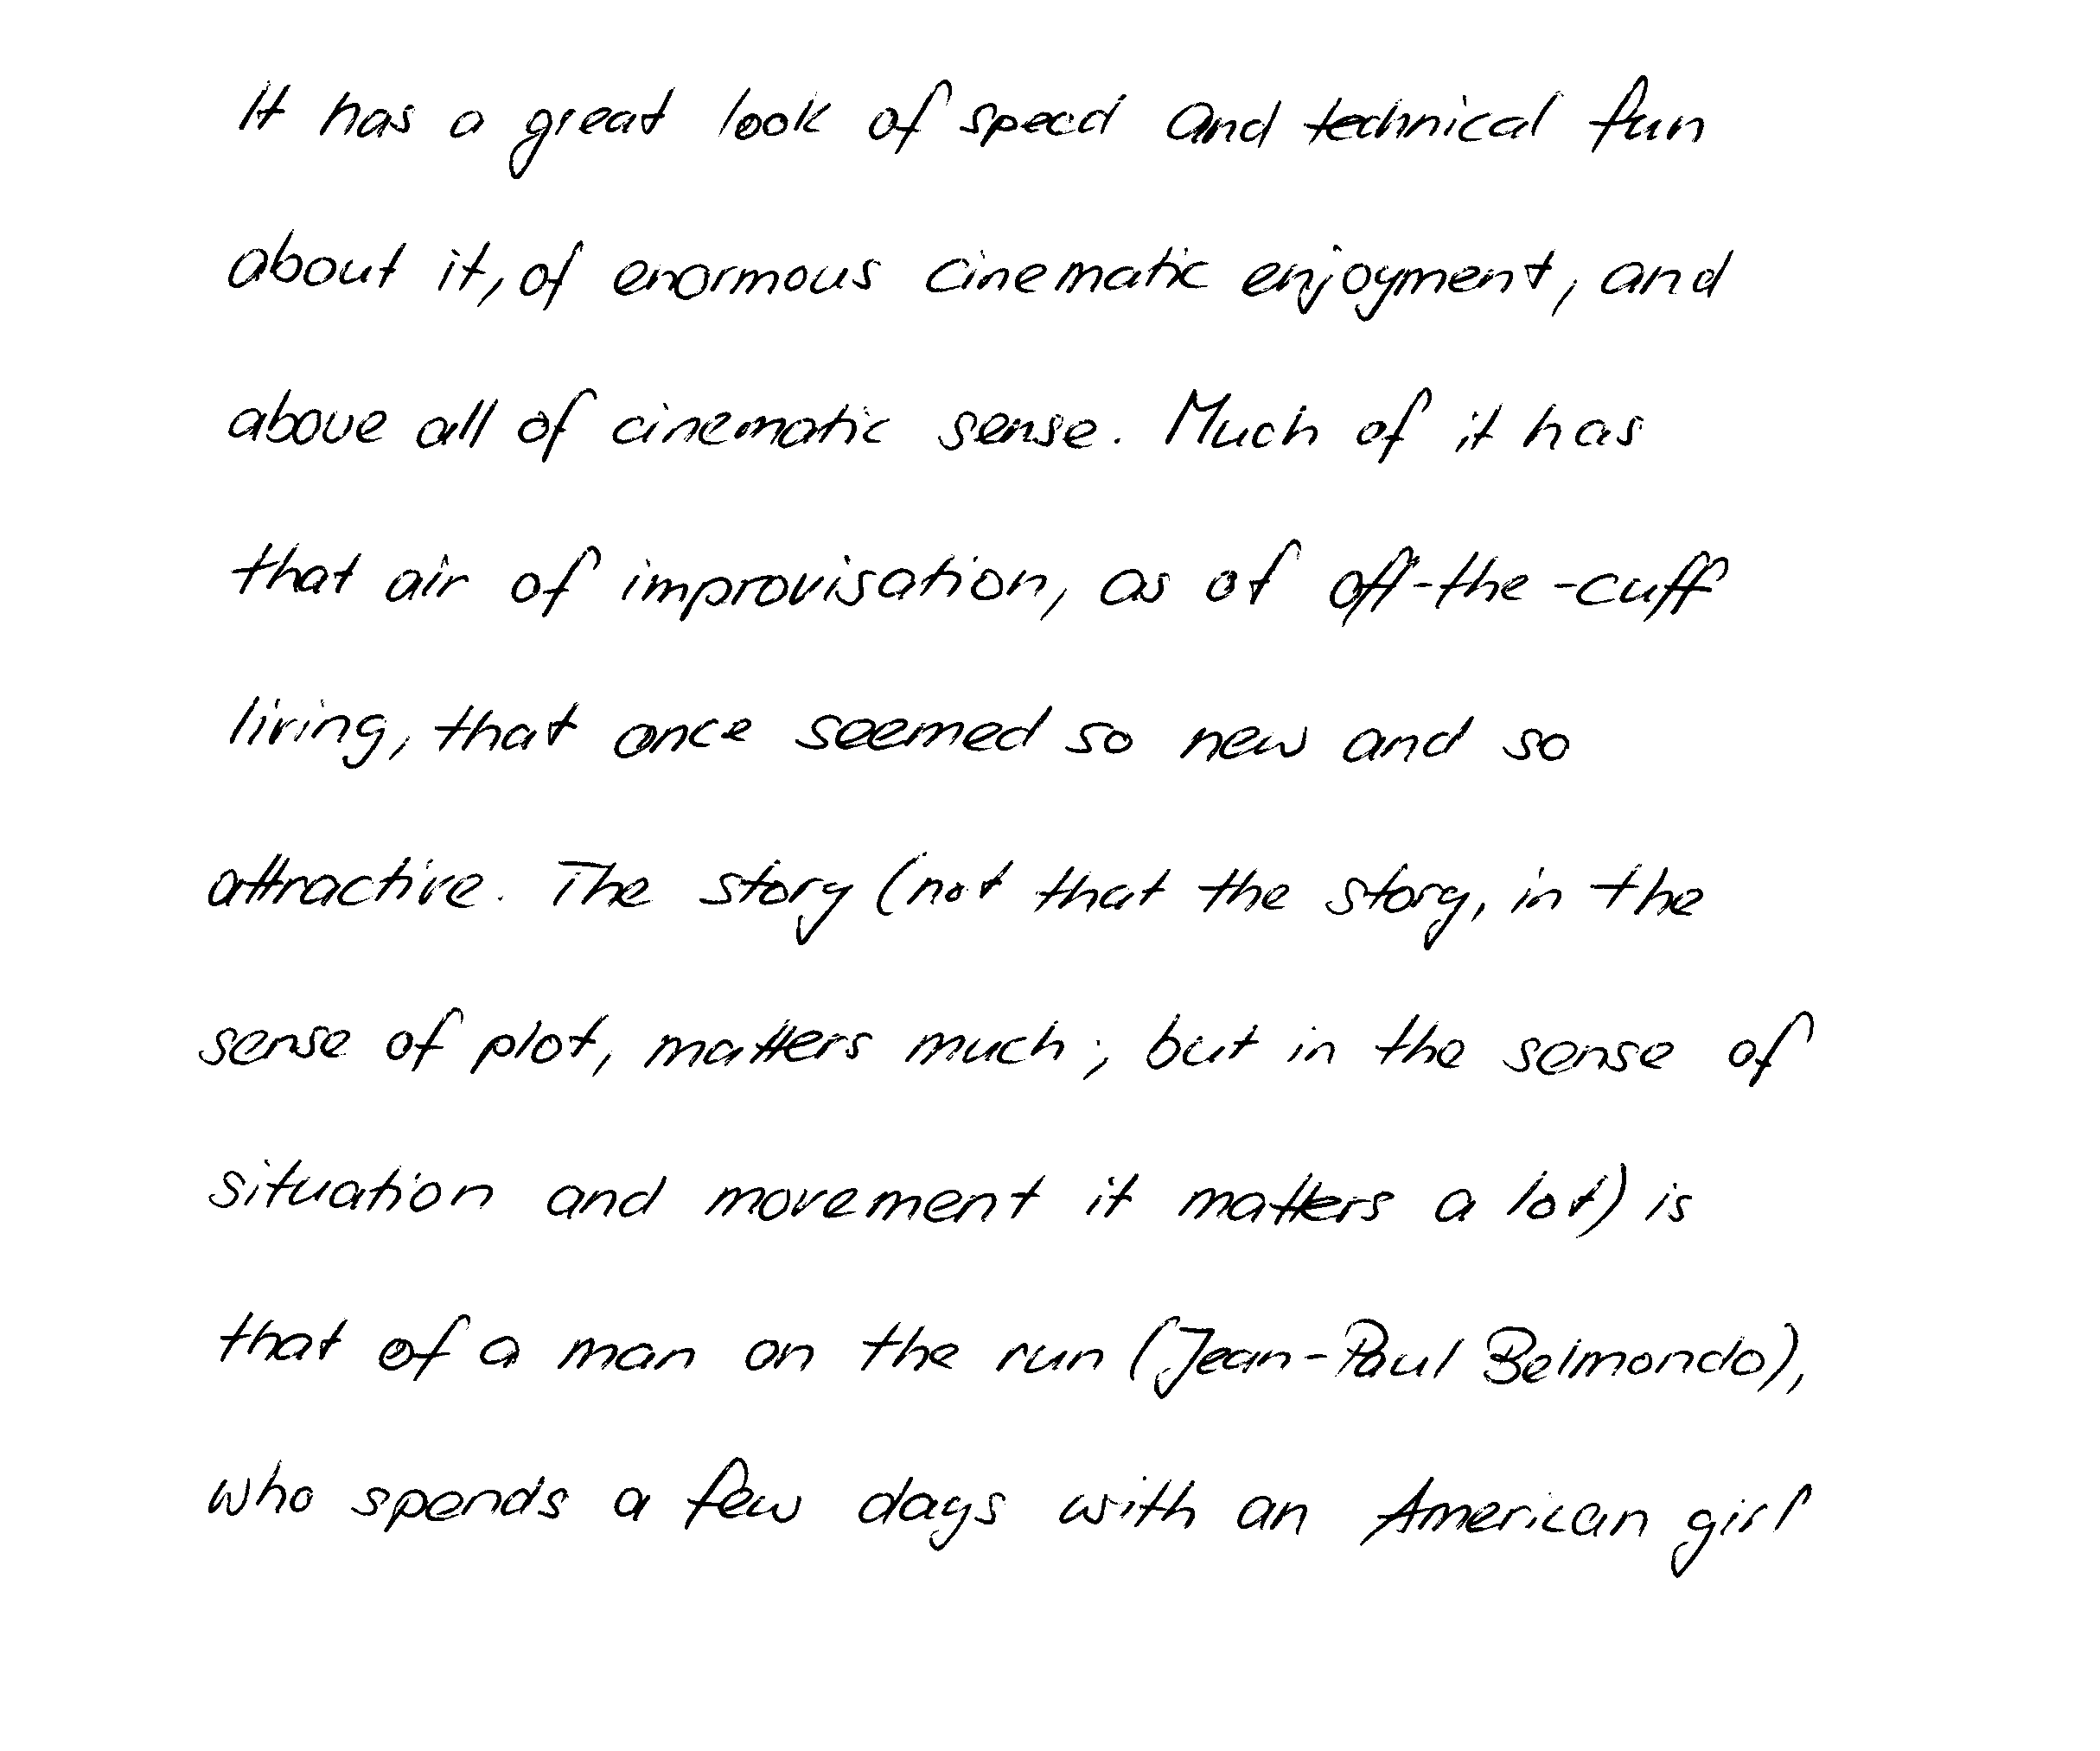 It has a great look of speed and technical fun
about it, of enormous cinematic enjoyment, and
above all of cinematic sense. Much of it has
that air of improvisation, as of off-the-cuff
living, that once seemed so new and so
attractive. The story (not that the story, in the
sense of plot, matters much; but in the sense of
situation and movement it matters a lot) is
that of a man on the run (Jean-Paul Belmondo),
who spends a few days with an American girl